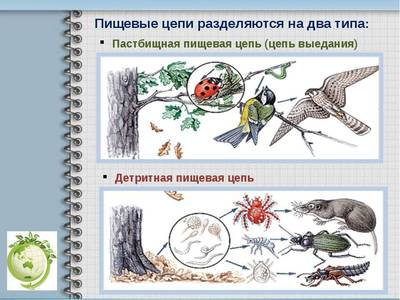 Пищевые цепи разделяются на два типа:
Пастбищная пищевая цепь (цепь выедания)
Детритная пищевая цепь